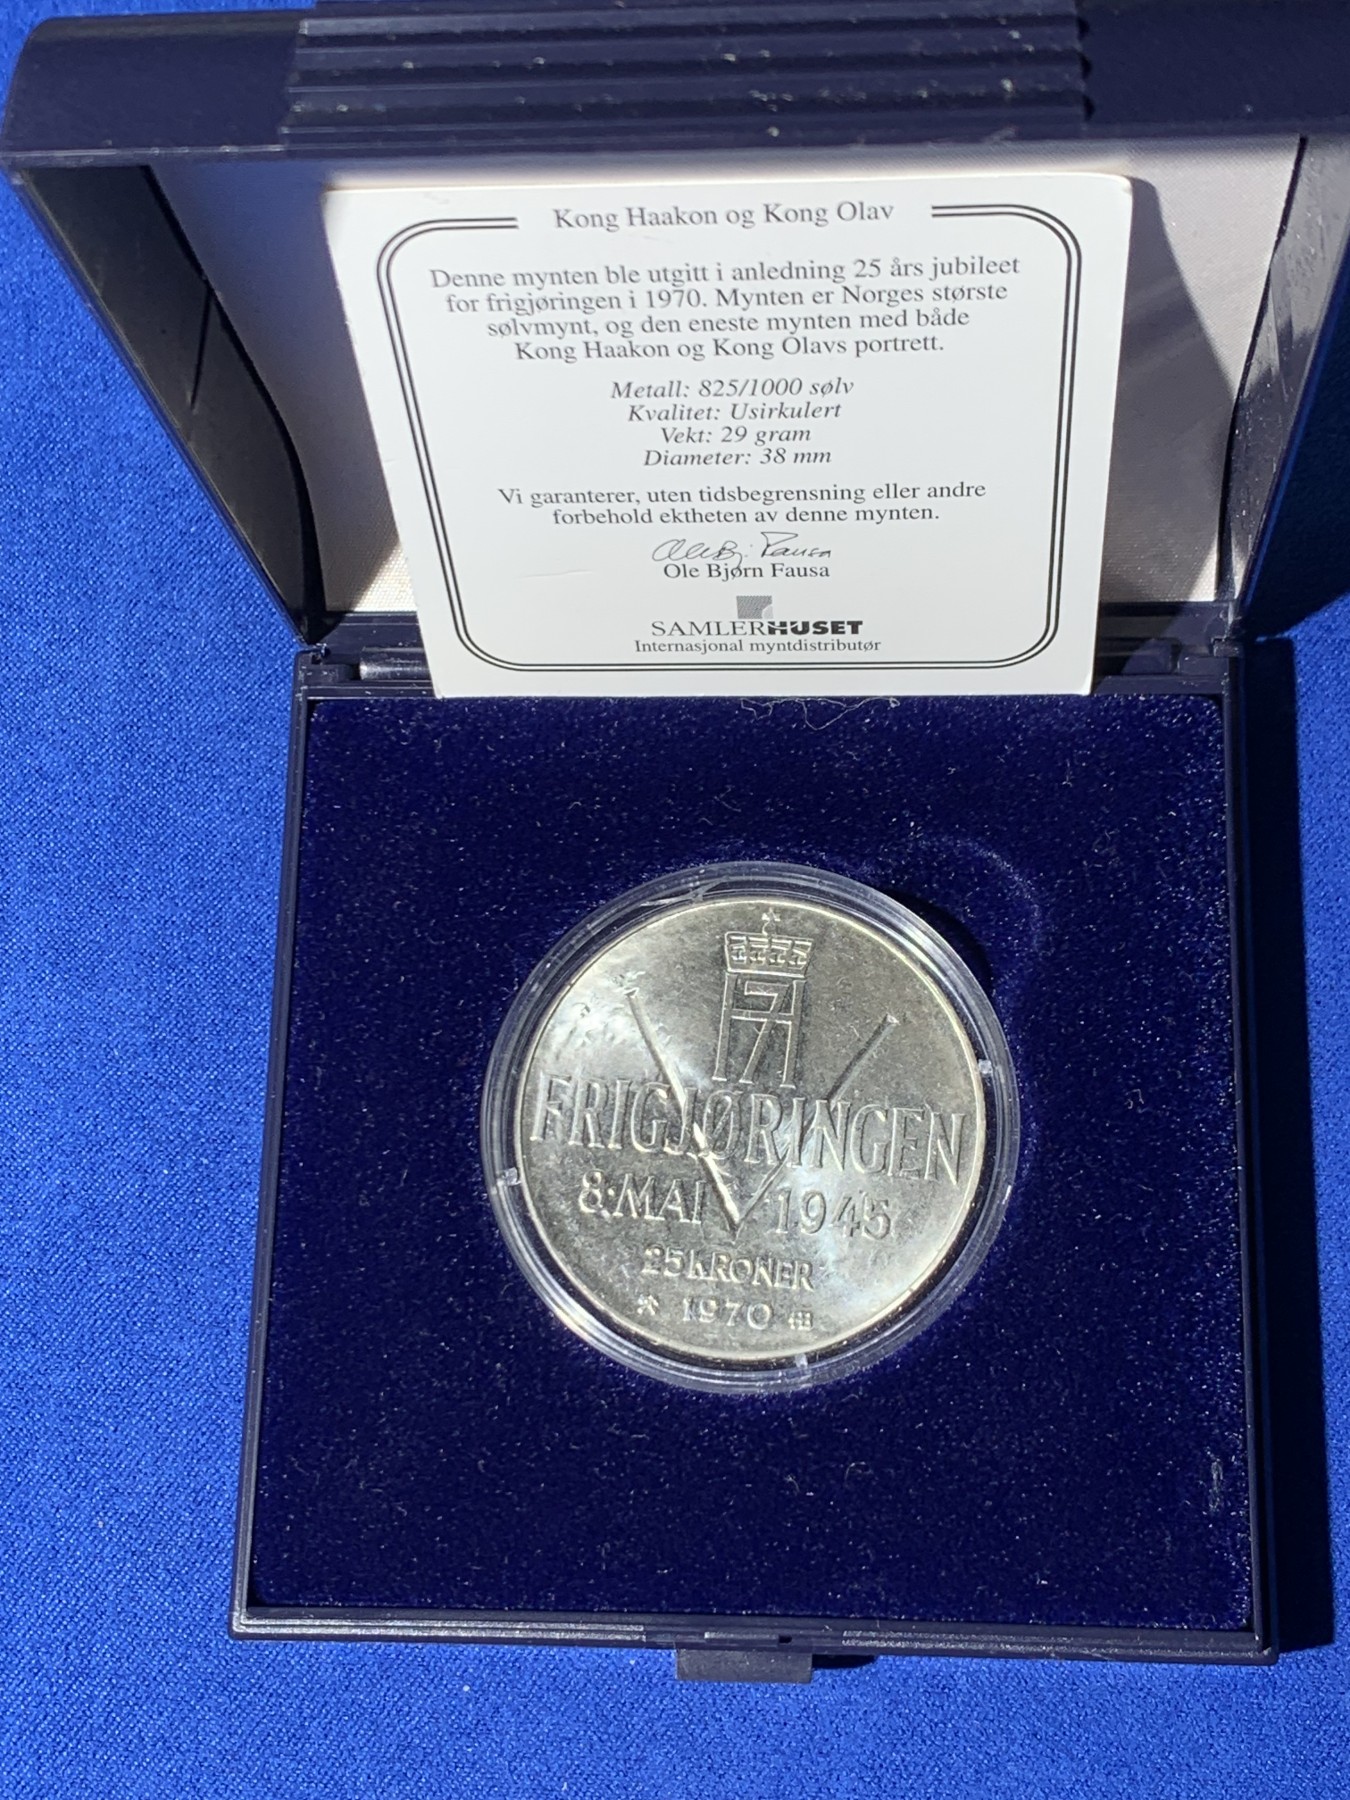 Kong Haakon og Kong Olav
Denne mynten ble utgitt i anledning 25 års jubileet
for frigjøringen i 1970. Mynten er Norges største
sølvmynt, og den eneste mynten med både
Kong Haakon og Kong Olavs portrett.
Metall: 825/1000 sølv
Kvalitet: Usirkulert
Vekt: 29 gram
Diameter: 38 mm
Vi garanterer, uten tidsbegrensning eller andre
forbehold ektheten av denne mynten.
Ole Bjørn Fausa
SAMLERHUSET
Internasjonal myntdistributør
H7
FRIGJØRINGEN
8·MAI 1945
25 KRONER
1970